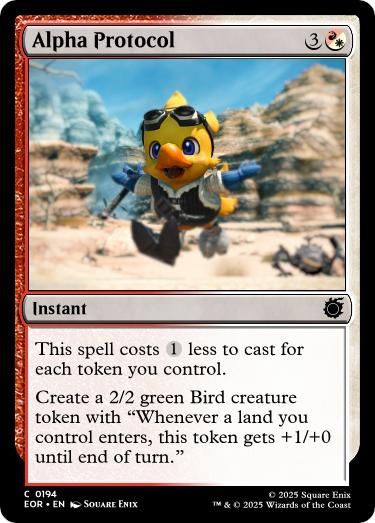 Alpha Protocol 3
Instant
This spell costs 1 less to cast for
each token you control.
Create a 2/2 green Bird creature
token with “Whenever a land you
control enters, this token gets +1/+0
until end of turn.”
C 0194
EOR • EN SQUARE ENIX
© 2025 Square Enix
™ & © 2025 Wizards of the Coast